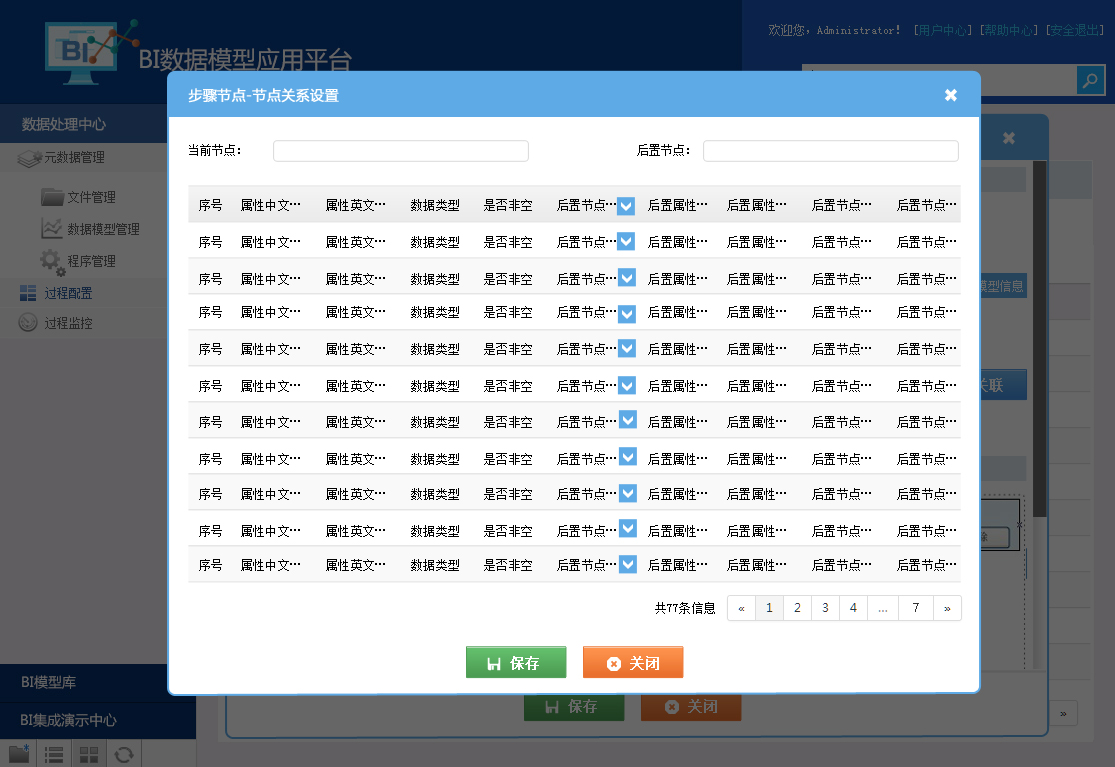 欢迎您，Administrator！ [用户中心] [帮助中心] [安全退出]
BI
BI数据模型应用平台
数据处理中心
元数据管理
文件管理
数据模型管理
程序管理
过程配置
过程监控
BI模型库
BI集成演示中心
步骤节点-节点关系设置
当前节点： 后置节点：
序号 属性中文… 属性英文… 数据类型 是否非空 后置节点… 后置属性… 后置属性… 后置节点… 后置节点…
序号 属性中文… 属性英文… 数据类型 是否非空 后置节点… 后置属性… 后置属性… 后置节点… 后置节点…
序号 属性中文… 属性英文… 数据类型 是否非空 后置节点… 后置属性… 后置属性… 后置节点… 后置节点…
序号 属性中文… 属性英文… 数据类型 是否非空 后置节点… 后置属性… 后置属性… 后置节点… 后置节点…
序号 属性中文… 属性英文… 数据类型 是否非空 后置节点… 后置属性… 后置属性… 后置节点… 后置节点…
序号 属性中文… 属性英文… 数据类型 是否非空 后置节点… 后置属性… 后置属性… 后置节点… 后置节点…
序号 属性中文… 属性英文… 数据类型 是否非空 后置节点… 后置属性… 后置属性… 后置节点… 后置节点…
序号 属性中文… 属性英文… 数据类型 是否非空 后置节点… 后置属性… 后置属性… 后置节点… 后置节点…
序号 属性中文… 属性英文… 数据类型 是否非空 后置节点… 后置属性… 后置属性… 后置节点… 后置节点…
序号 属性中文… 属性英文… 数据类型 是否非空 后置节点… 后置属性… 后置属性… 后置节点… 后置节点…
序号 属性中文… 属性英文… 数据类型 是否非空 后置节点… 后置属性… 后置属性… 后置节点… 后置节点…
共77条信息 « 1 2 3 4 ... 7 »
保存 关闭
模型信息
关联
保存 关闭
»